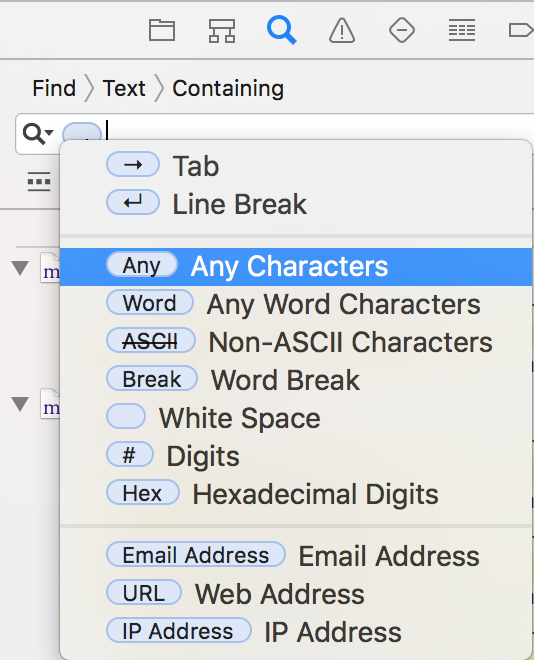 Find Text Containing
→ Tab
↵ Line Break
Any Any Characters
Word Any Word Characters
ASCII Non-ASCII Characters
Break Word Break
White Space
# Digits
Hex Hexadecimal Digits
Email Address Email Address
URL Web Address
IP Address IP Address
m
m